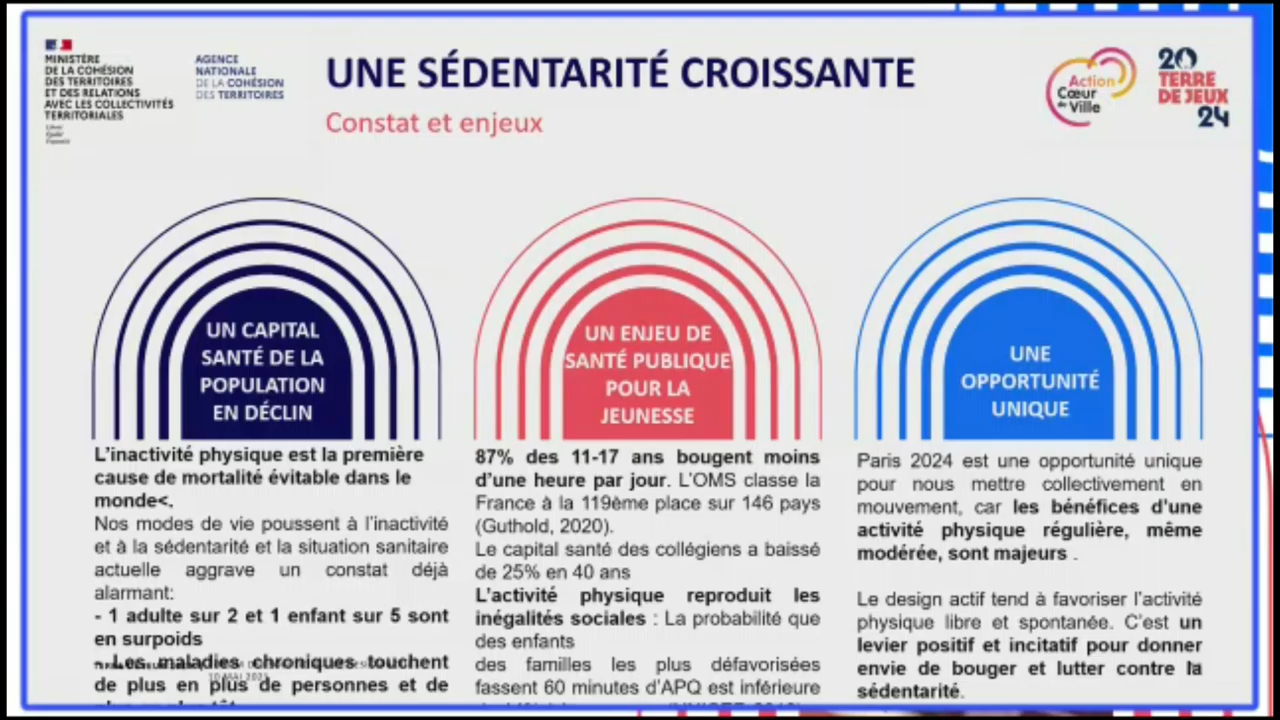 MINISTÈRE
DE LA COHÉSION
DES TERRITOIRES
ET DES RELATIONS
AVEC LES COLLECTIVITÉS
TERRITORIALES
AGENCE
NATIONALE
DE LA COHÉSION
DES TERRITOIRES
UNE SÉDENTARITÉ CROISSANTE
Constat et enjeux
Action
Cœur
de Ville
20
TERRE
DE JEUX
24
UN CAPITAL
SANTÉ DE LA
POPULATION
EN DÉCLIN
L'inactivité physique est la première
cause de mortalité évitable dans le
monde<.
Nos modes de vie poussent à l'inactivité
et à la sédentarité et la situation sanitaire
actuelle aggrave un constat déjà
alarmant:
- 1 adulte sur 2 et 1 enfant sur 5 sont
en surpoids
- Les maladies chroniques touchent
de plus en plus de personnes et de
UN ENJEU DE
SANTÉ PUBLIQUE
POUR LA
JEUNESSE
87% des 11-17 ans bougent moins
d'une heure par jour. L'OMS classe la
France à la 119ème place sur 146 pays
(Guthold, 2020).
Le capital santé des collégiens a baissé
de 25% en 40 ans
L'activité physique reproduit les
inégalités sociales : La probabilité que
des enfants
des familles les plus défavorisées
fassent 60 minutes d'APQ est inférieure
UNE
OPPORTUNITÉ
UNIQUE
Paris 2024 est une opportunité unique
pour nous mettre collectivement en
mouvement, car les bénéfices d'une
activité physique régulière, même
modérée, sont majeurs .
Le design actif tend à favoriser l'activité
physique libre et spontanée. C'est un
levier positif et incitatif pour donner
envie de bouger et lutter contre la
sédentarité.